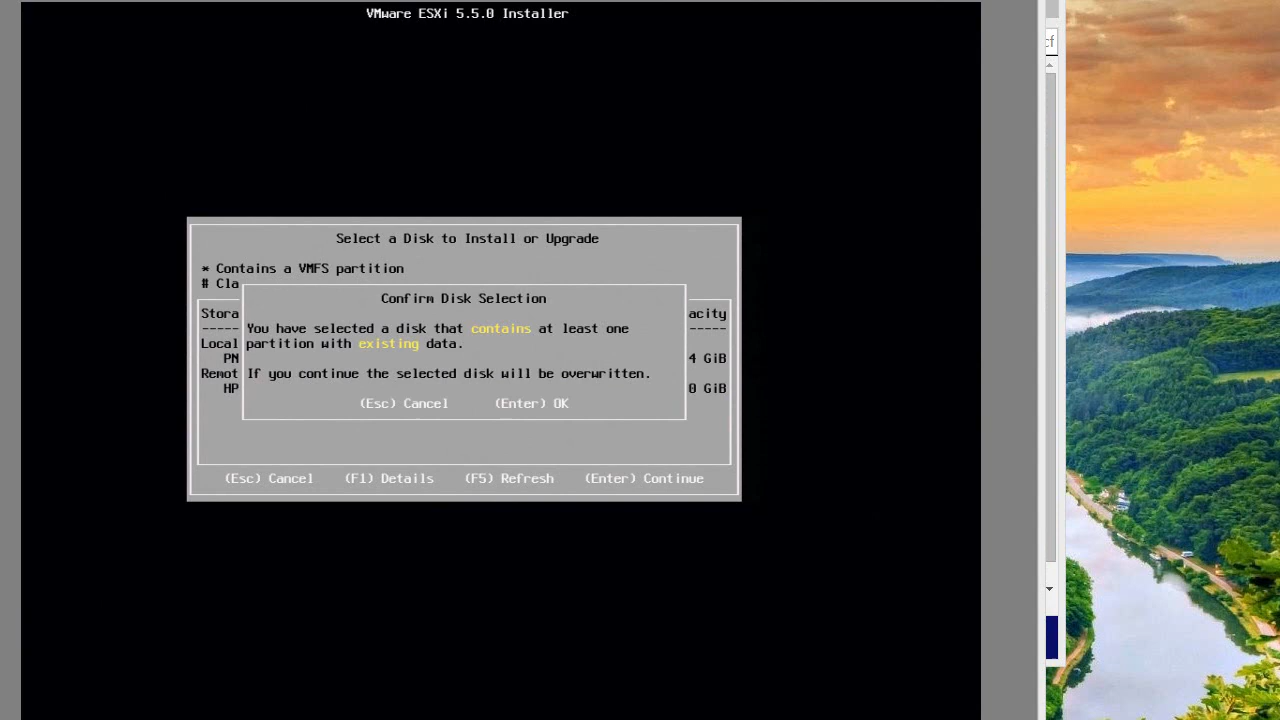 VMware ESXi 5.5.0 Installer
cf
Select a Disk to Install or Upgrade
* Contains a VMFS partition
# Cla
Confirm Disk Selection
Stora acity
----- You have selected a disk that contains at least one -----
Local partition with existing data.
PN 4 GiB
Remot If you continue the selected disk will be overwritten.
HP 0 GiB
(Esc) Cancel (Enter) OK
(Esc) Cancel (F1) Details (F5) Refresh (Enter) Continue